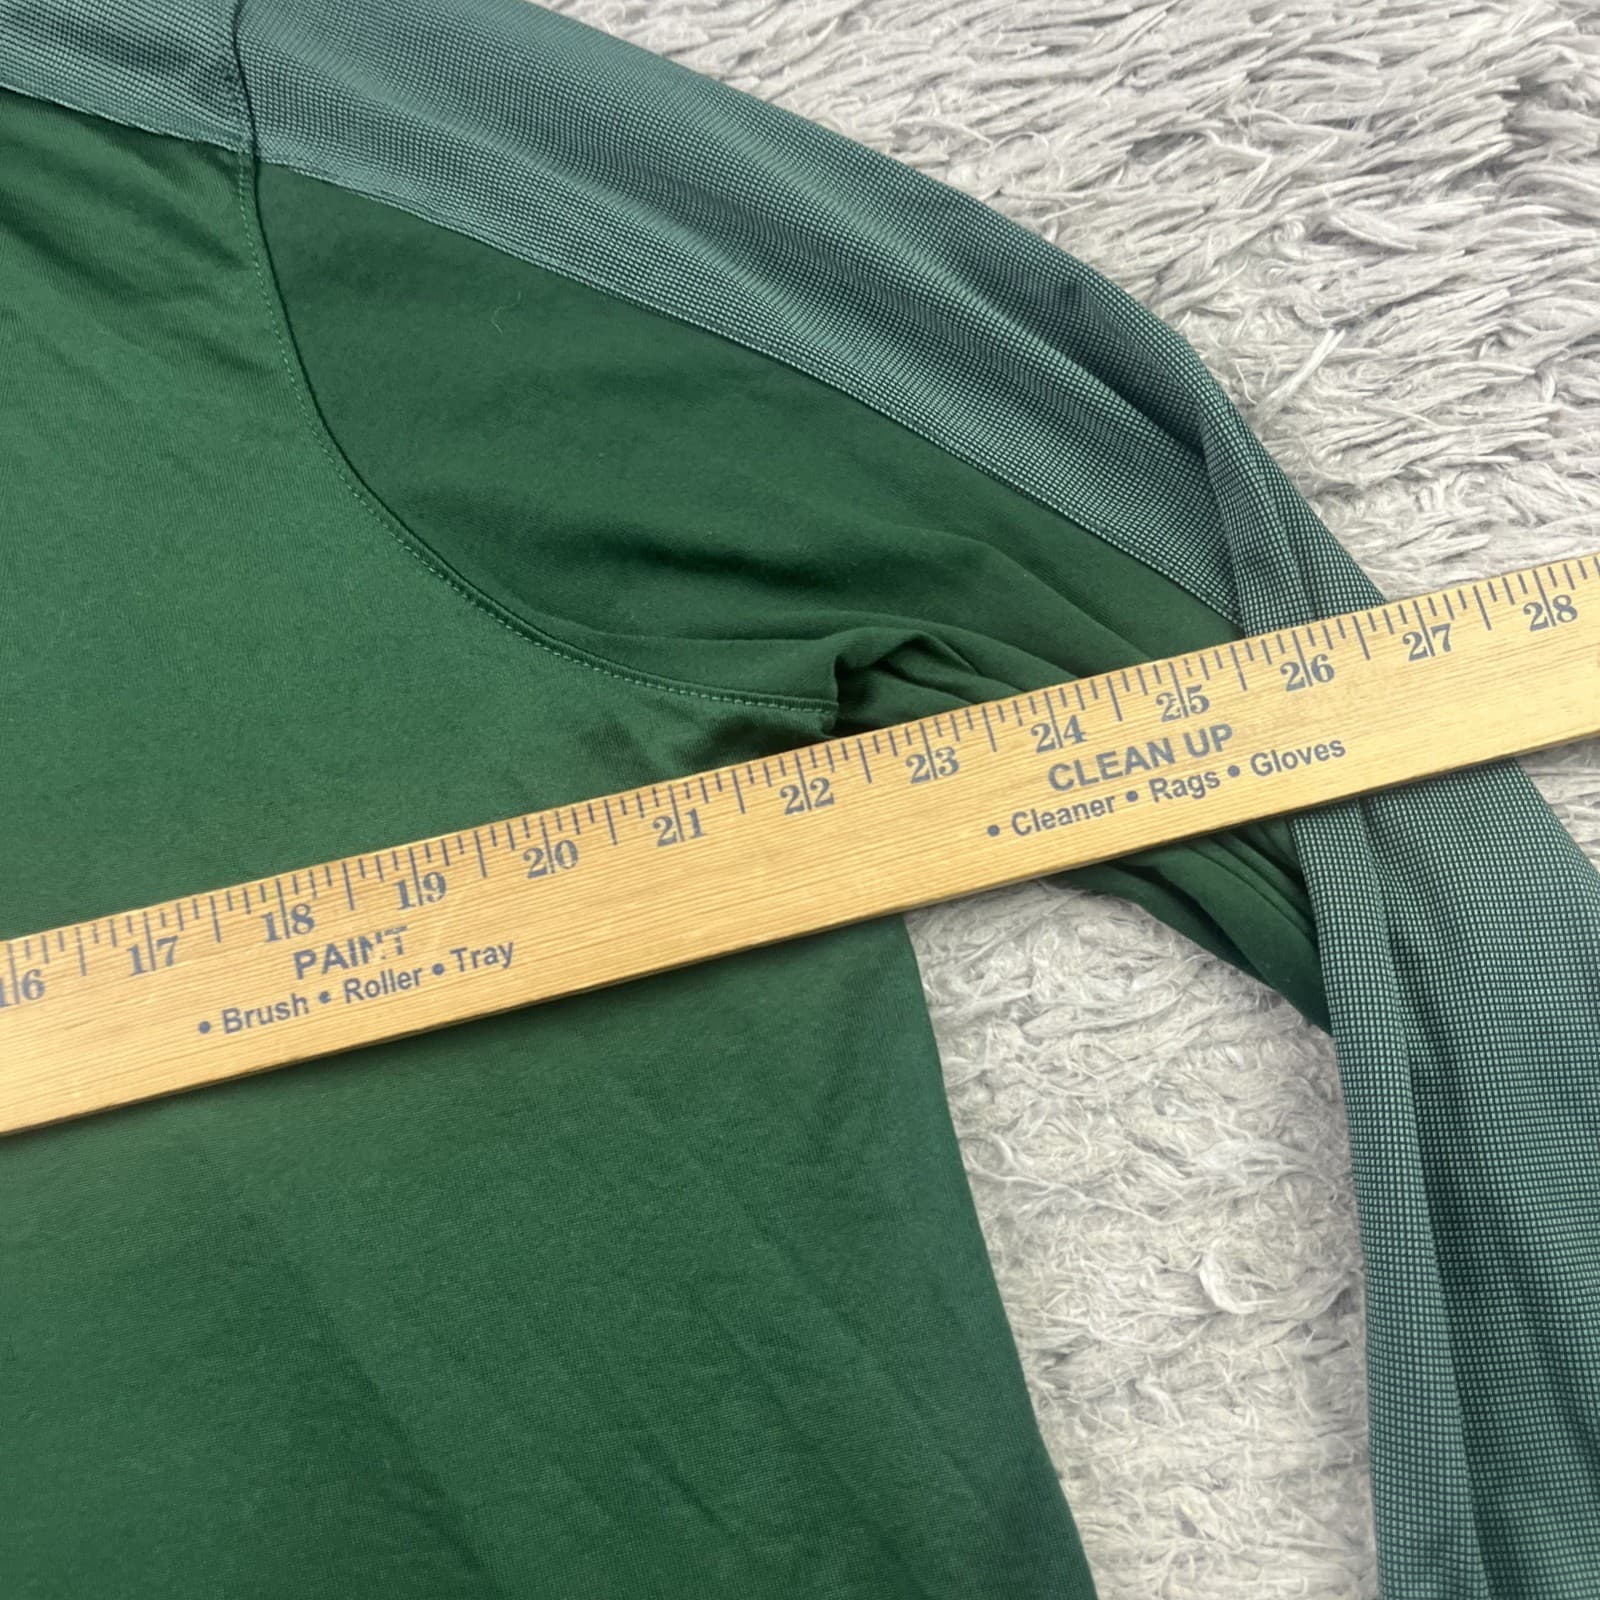 16 17 18 19 20 21 22 23 24 25 26 27 28
PAINT
• Brush • Roller • Tray
CLEAN UP
• Cleaner • Rags • Gloves